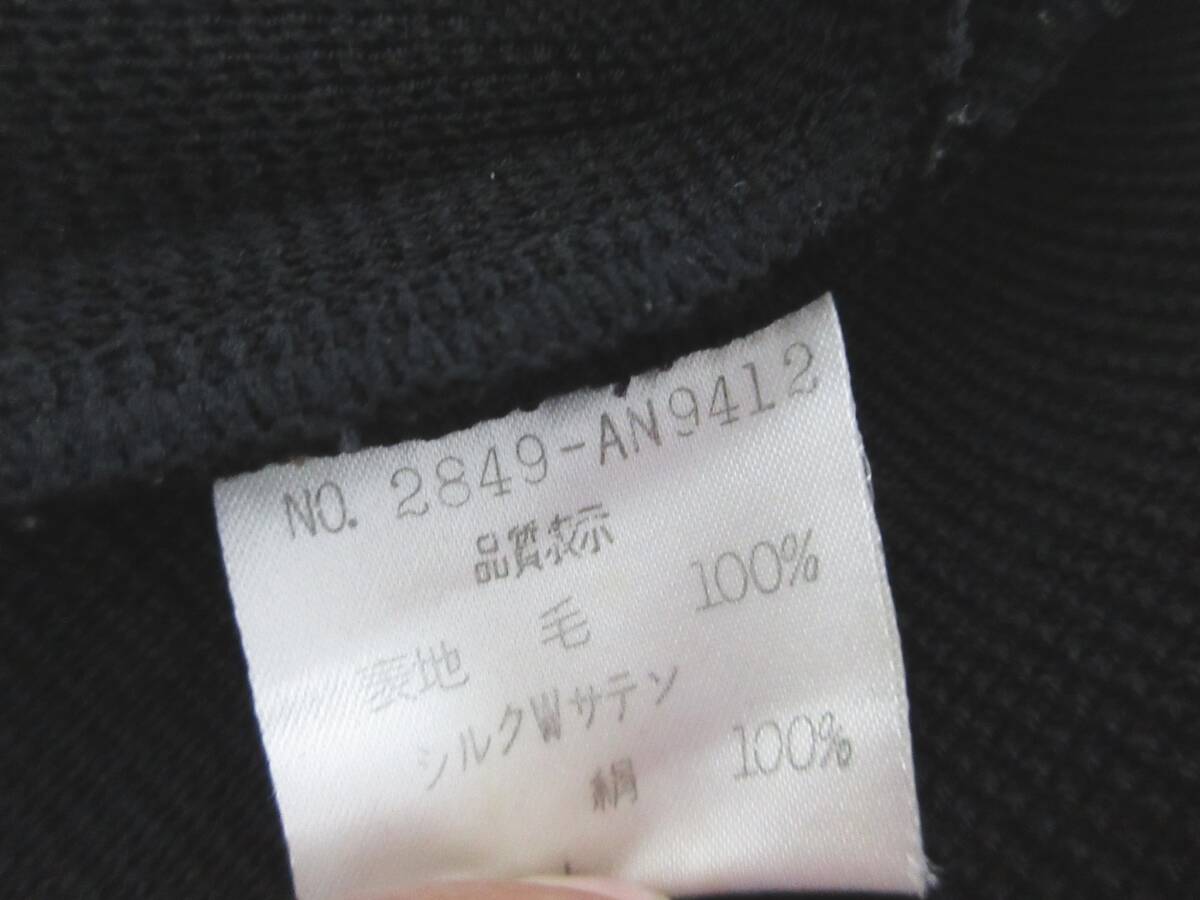 NO. 2849-AN9412
品質表示
表地 毛 100%
シルクWサテン
絹 100%